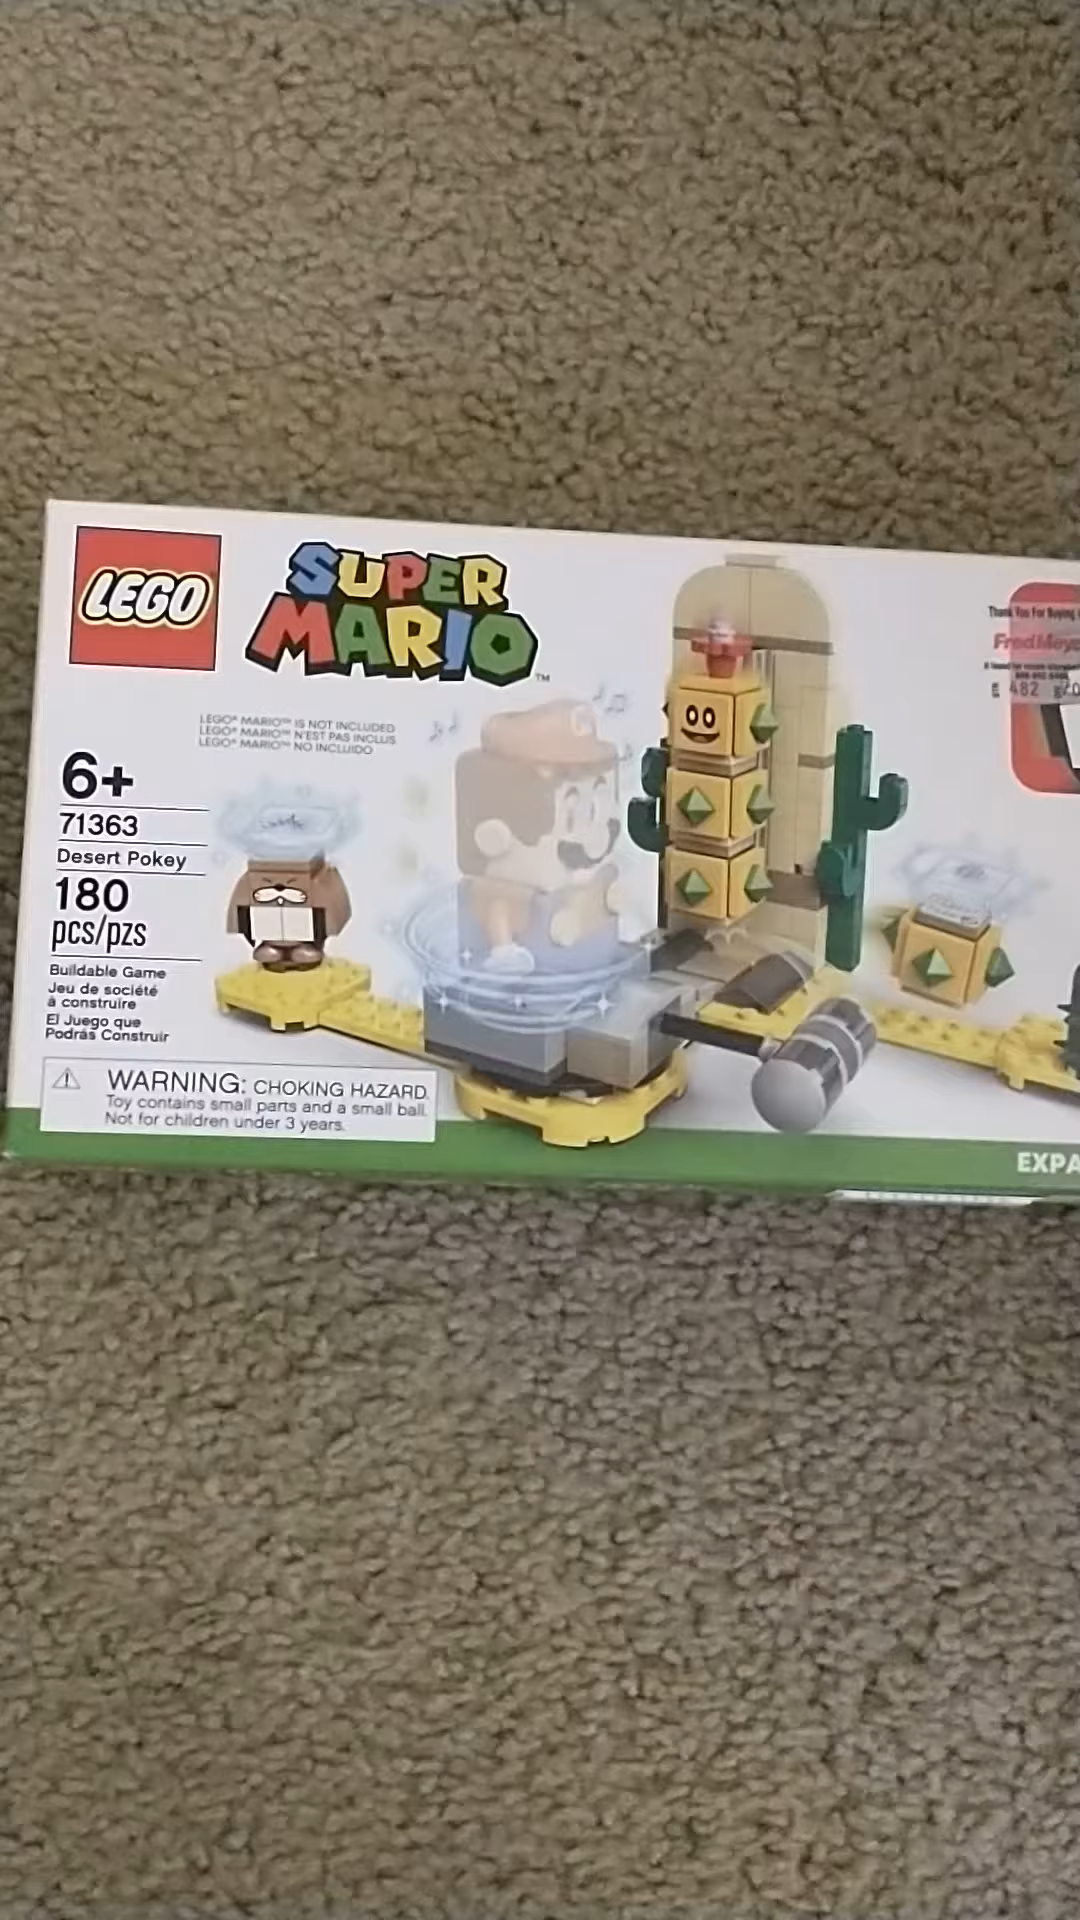 LEGO
SUPER
MARIO™
LEGO® MARIO™ IS NOT INCLUDED
LEGO® MARIO™ N'EST PAS INCLUS
LEGO® MARIO™ NO INCLUIDO
6+
71363
Desert Pokey
180
pcs/pzs
Buildable Game
Jeu de société
à construire
El Juego que
Podrás Construir
WARNING: CHOKING HAZARD.
Toy contains small parts and a small ball.
Not for children under 3 years.
Thank You For Buying
FredMeye
482
EXPA